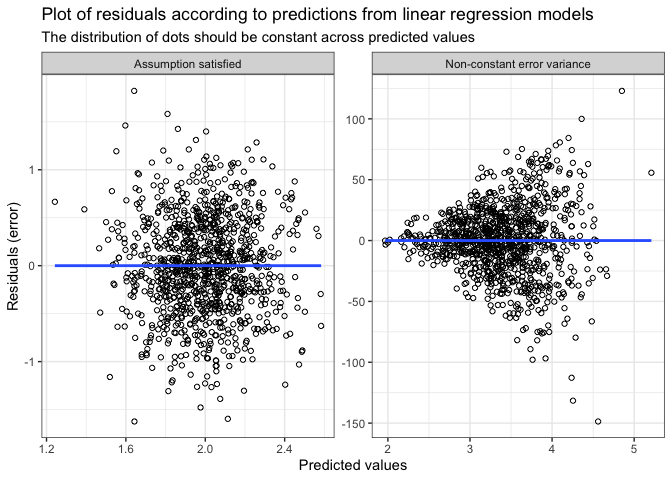 Plot of residuals according to predictions from linear regression models
The distribution of dots should be constant across predicted values
Assumption satisfied
Non-constant error variance
Residuals (error)
1
0
-1
1.2 1.6 2.0 2.4
100
50
0
-50
-100
-150
2 3 4 5
Predicted values